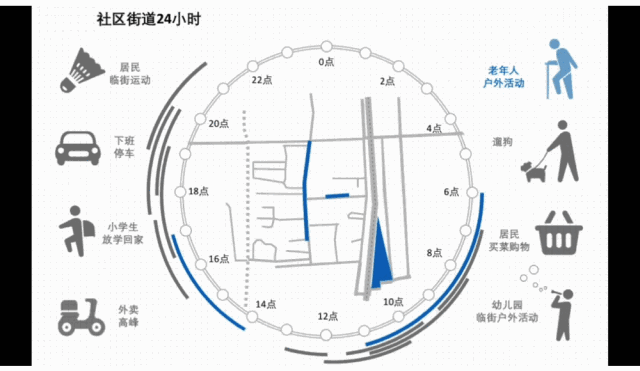 社区街道24小时
居民
临街运动
下班
停车
小学生
放学回家
外卖
高峰
0点
2点
4点
6点
8点
10点
12点
14点
16点
18点
20点
22点
老年人
户外活动
遛狗
居民
买菜购物
幼儿园
临街户外活动